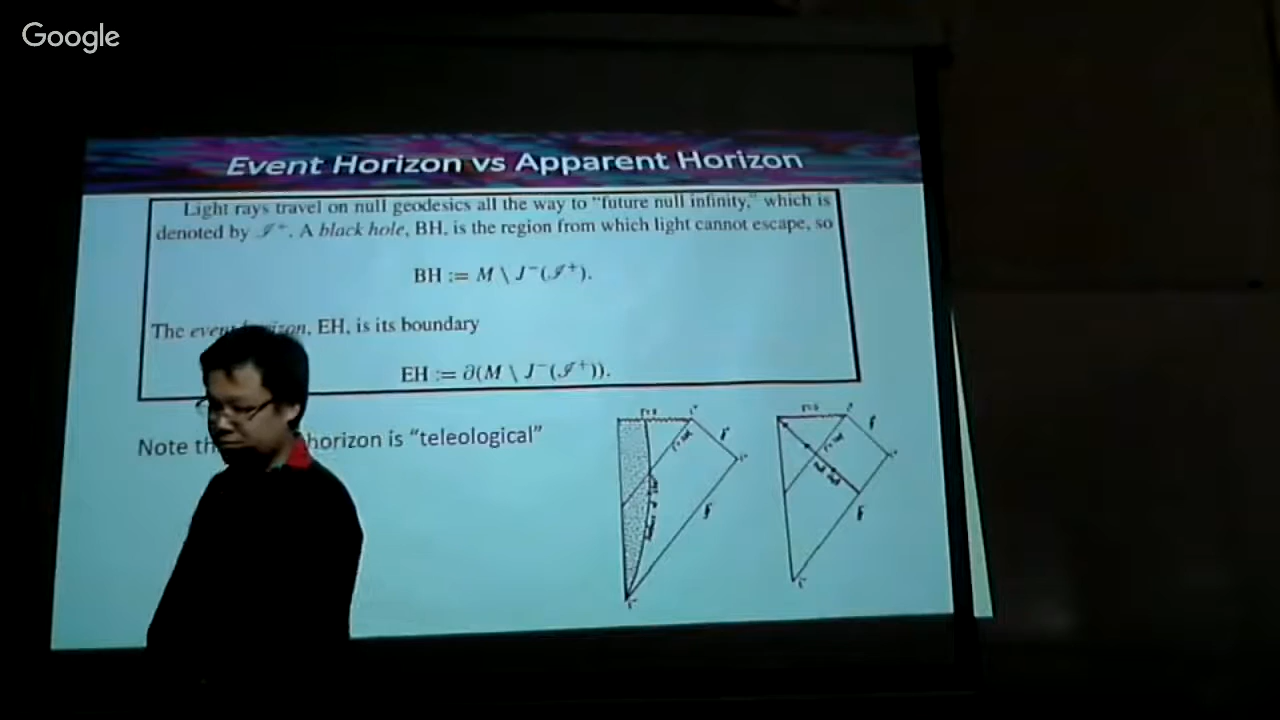 Google
Event Horizon vs Apparent Horizon
Light rays travel on null geodesics all the way to "future null infinity," which is
denoted by ℐ⁺. A black hole, BH, is the region from which light cannot escape, so
BH := M \ J⁻(ℐ⁺).
The event horizon, EH, is its boundary
EH := ∂(M \ J⁻(ℐ⁺)).
Note horizon is "teleological"